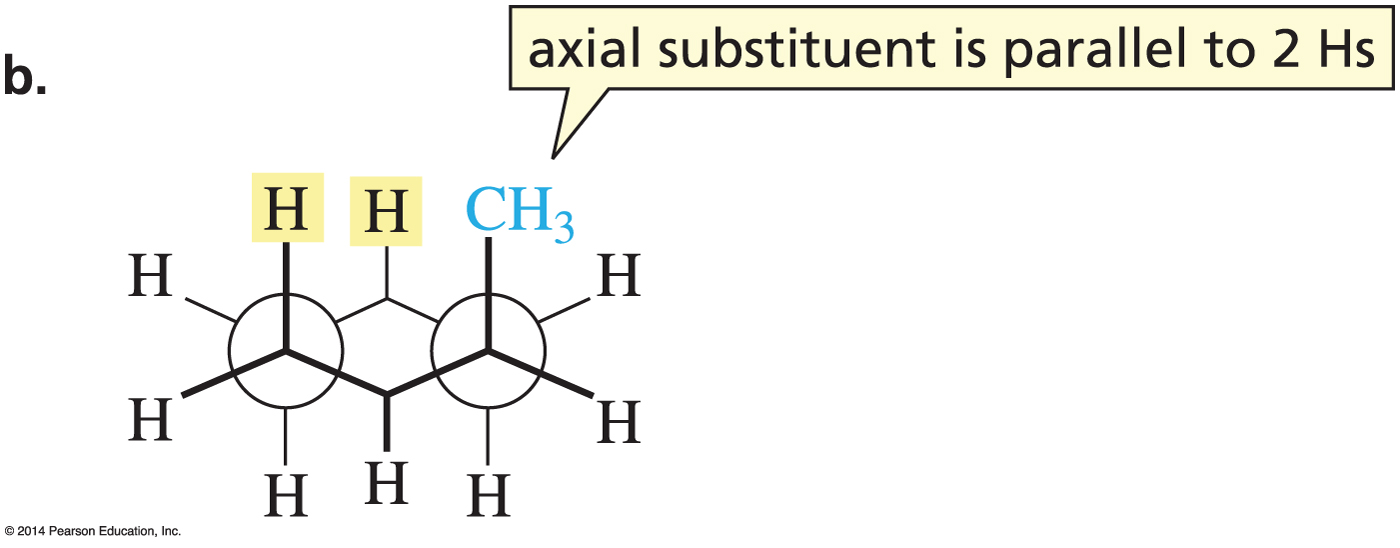 axial substituent is parallel to 2 Hs
b.
H H CH3
H H
H H
H H H
© 2014 Pearson Education, Inc.